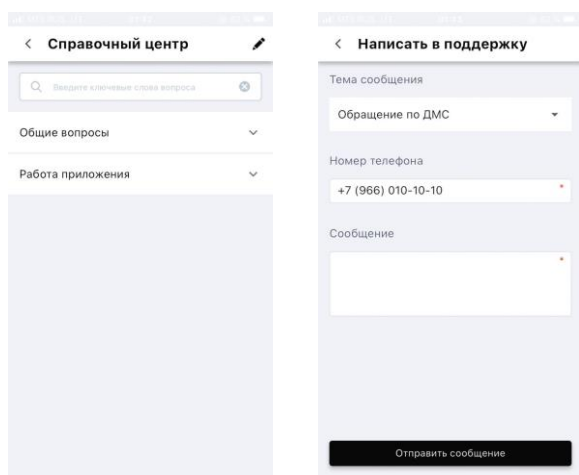 Справочный центр
Введите ключевые слова вопроса
Общие вопросы
Работа приложения
Написать в поддержку
Тема сообщения
Обращение по ДМС
Номер телефона
+7 (966) 010-10-10 *
Сообщение
*
Отправить сообщение